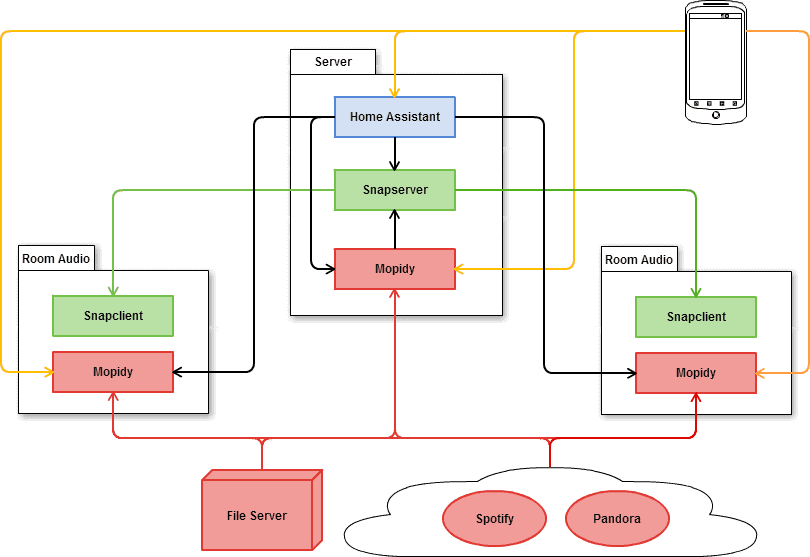 Server
Home Assistant
Snapserver
Mopidy
Room Audio
Snapclient
Mopidy
Room Audio
Snapclient
Mopidy
File Server
Spotify
Pandora